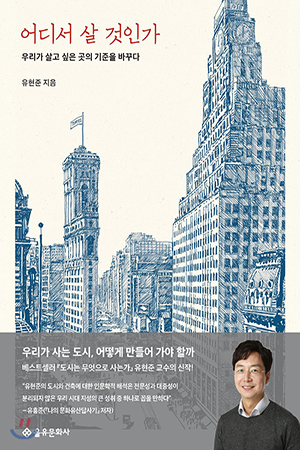 어디서 살 것인가
우리가 살고 싶은 곳의 기준을 바꾸다
유현준 지음
우리가 사는 도시, 어떻게 만들어 가야 할까
베스트셀러 『도시는 무엇으로 사는가』 유현준 교수의 신작!
"유현준의 도시와 건축에 대한 인문학적 해석은 전문성과 대중성이
분리되지 않은 우리 시대 지성의 큰 성취 중 하나로 꼽을 만하다"
– 유홍준(『나의 문화유산답사기』 저자)
을유문화사